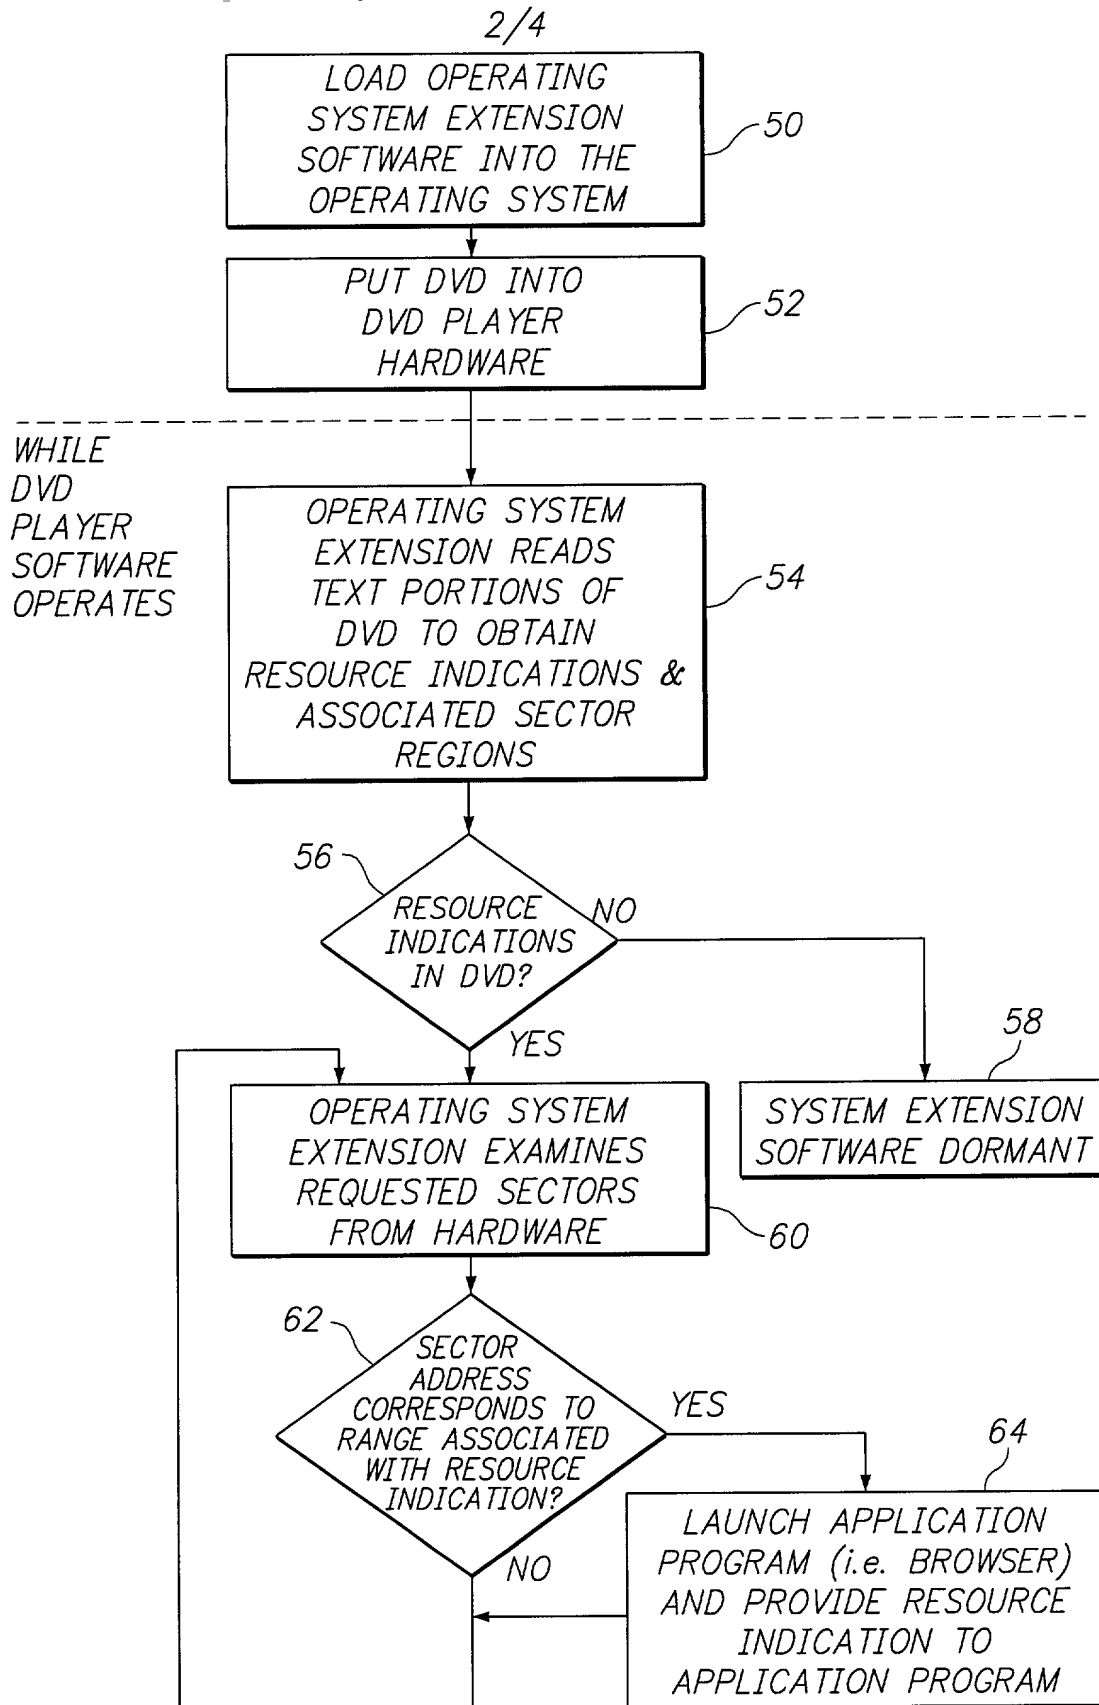 2/4
LOAD OPERATING
SYSTEM EXTENSION
SOFTWARE INTO THE
OPERATING SYSTEM
50
PUT DVD INTO
DVD PLAYER
HARDWARE
52
WHILE
DVD
PLAYER
SOFTWARE
OPERATES
OPERATING SYSTEM
EXTENSION READS
TEXT PORTIONS OF
DVD TO OBTAIN
RESOURCE INDICATIONS &
ASSOCIATED SECTOR
REGIONS
54
56
RESOURCE
INDICATIONS
IN DVD?
NO
YES
58
SYSTEM EXTENSION
SOFTWARE DORMANT
OPERATING SYSTEM
EXTENSION EXAMINES
REQUESTED SECTORS
FROM HARDWARE
60
62
SECTOR
ADDRESS
CORRESPONDS TO
RANGE ASSOCIATED
WITH RESOURCE
INDICATION?
YES
NO
64
LAUNCH APPLICATION
PROGRAM (i.e. BROWSER)
AND PROVIDE RESOURCE
INDICATION TO
APPLICATION PROGRAM